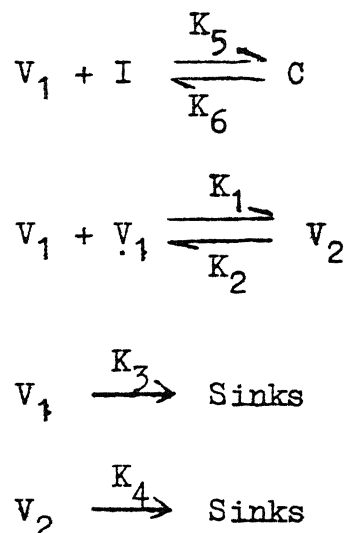 V₁ + I ⇌ C K₅ K₆
V₁ + V₁ ⇌ V₂ K₁ K₂
V₁ → Sinks K₃
V₂ → Sinks K₄